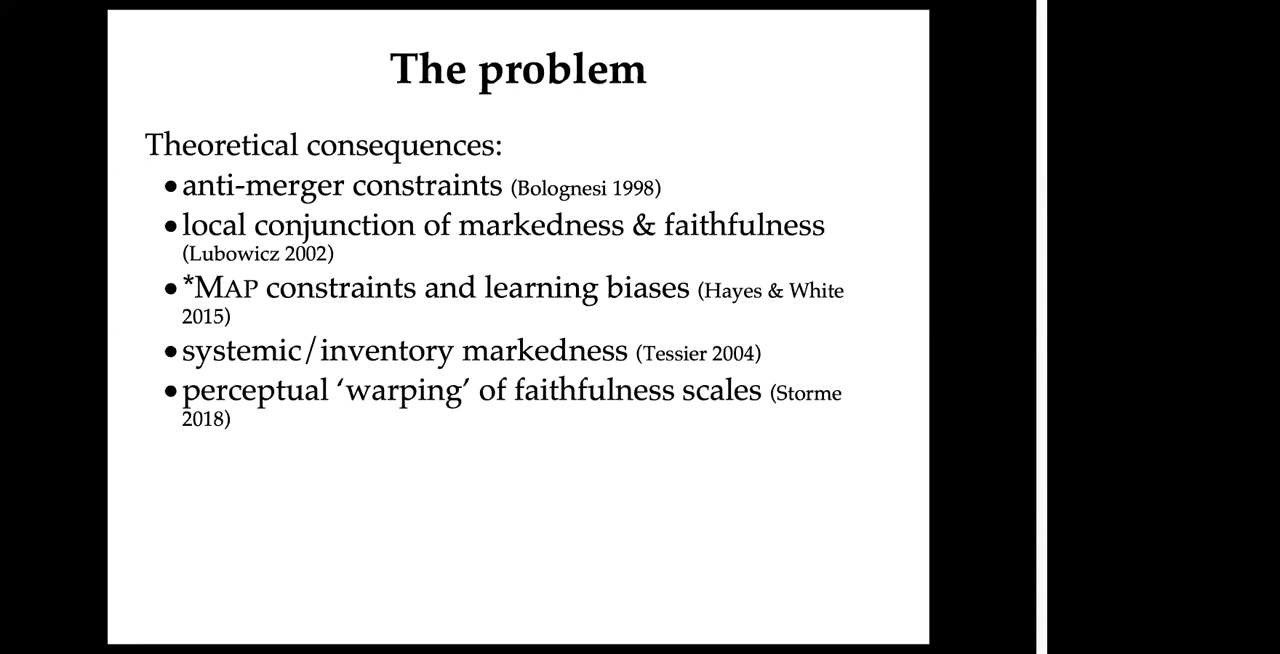 The problem
Theoretical consequences:
•anti-merger constraints (Bolognesi 1998)
•local conjunction of markedness & faithfulness
(Lubowicz 2002)
•*MAP constraints and learning biases (Hayes & White
2015)
•systemic/inventory markedness (Tessier 2004)
•perceptual ‘warping’ of faithfulness scales (Storme
2018)